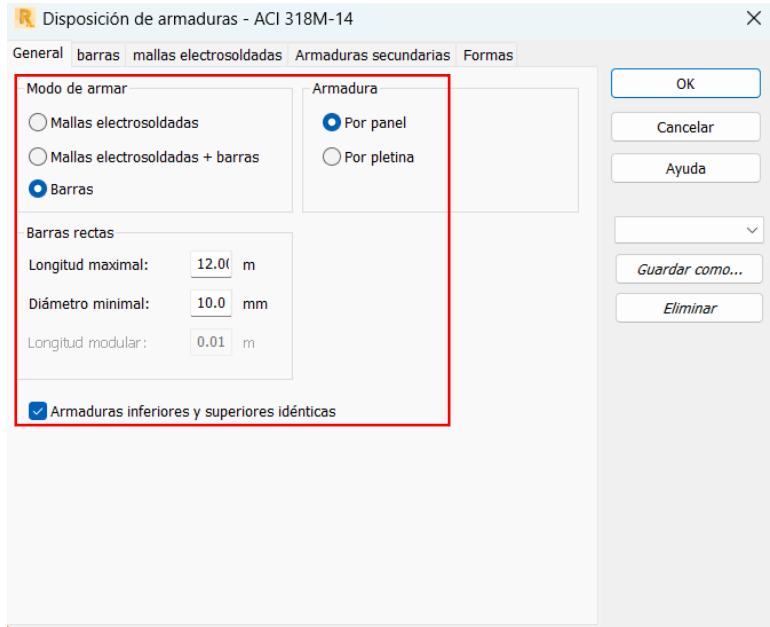 Disposición de armaduras - ACI 318M-14
General barras mallas electrosoldadas Armaduras secundarias Formas
Modo de armar
Mallas electrosoldadas
Mallas electrosoldadas + barras
Barras
Armadura
Por panel
Por pletina
Barras rectas
Longitud maximal: 12.00 m
Diámetro minimal: 10.0 mm
Longitud modular: 0.01 m
Armaduras inferiores y superiores idénticas
OK
Cancelar
Ayuda
Guardar como...
Eliminar